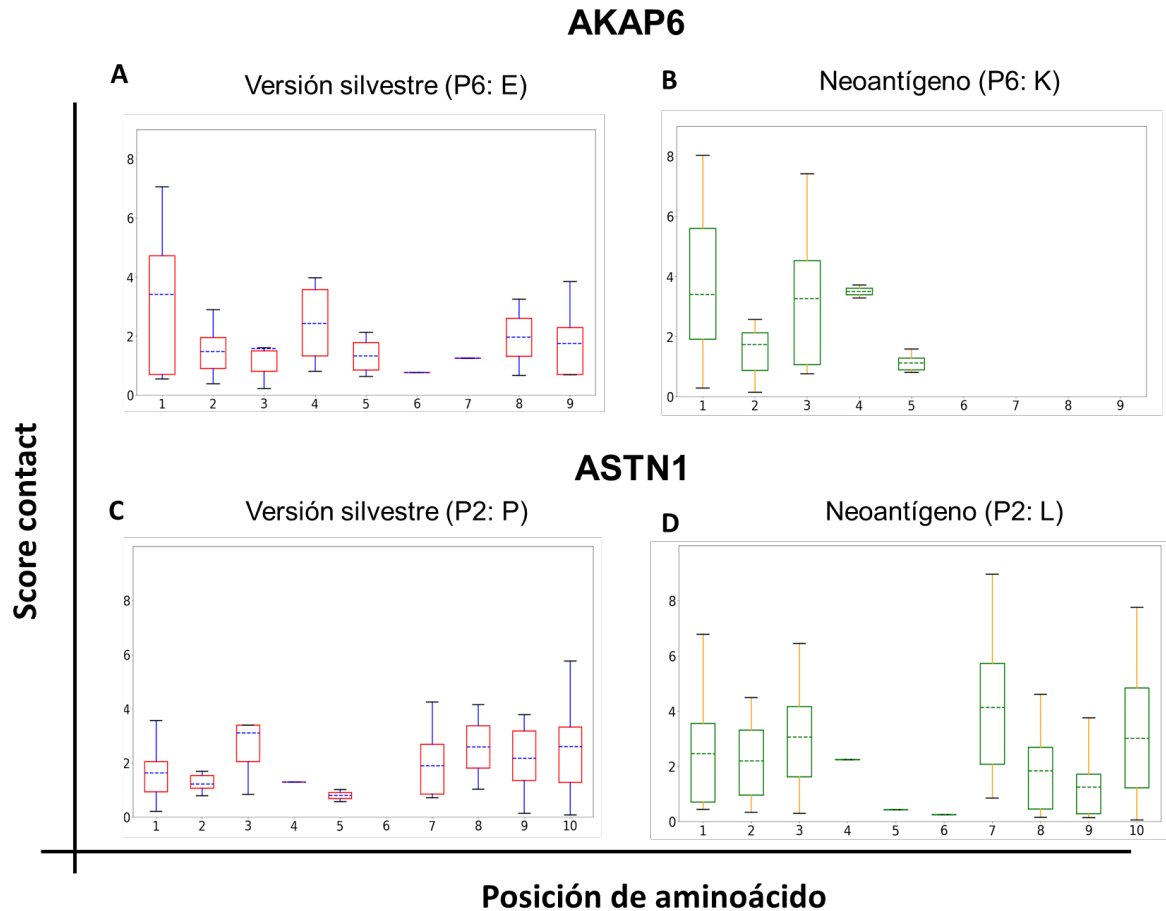 AKAP6
A
Versión silvestre (P6: E)
8
6
4
2
0
1 2 3 4 5 6 7 8 9
B
Neoantígeno (P6: K)
8
6
4
2
0
1 2 3 4 5 6 7 8 9
ASTN1
C
Versión silvestre (P2: P)
8
6
4
2
0
1 2 3 4 5 6 7 8 9 10
D
Neoantígeno (P2: L)
8
6
4
2
0
1 2 3 4 5 6 7 8 9 10
Score contact
Posición de aminoácido